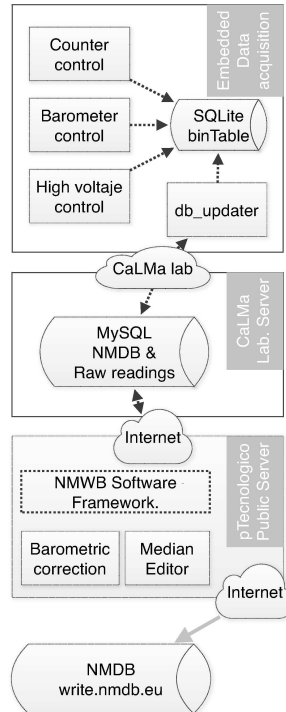 Embedded
Data
acquisition
Counter
control
Barometer
control
High voltaje
control
SQLite
binTable
db_updater
CaLMa lab
CaLMa
Lab. Server
MySQL
NMDB &
Raw readings
Internet
pTecnologico
Public Server
NMWB Software
Framework.
Barometric
correction
Median
Editor
Internet
NMDB
write.nmdb.eu